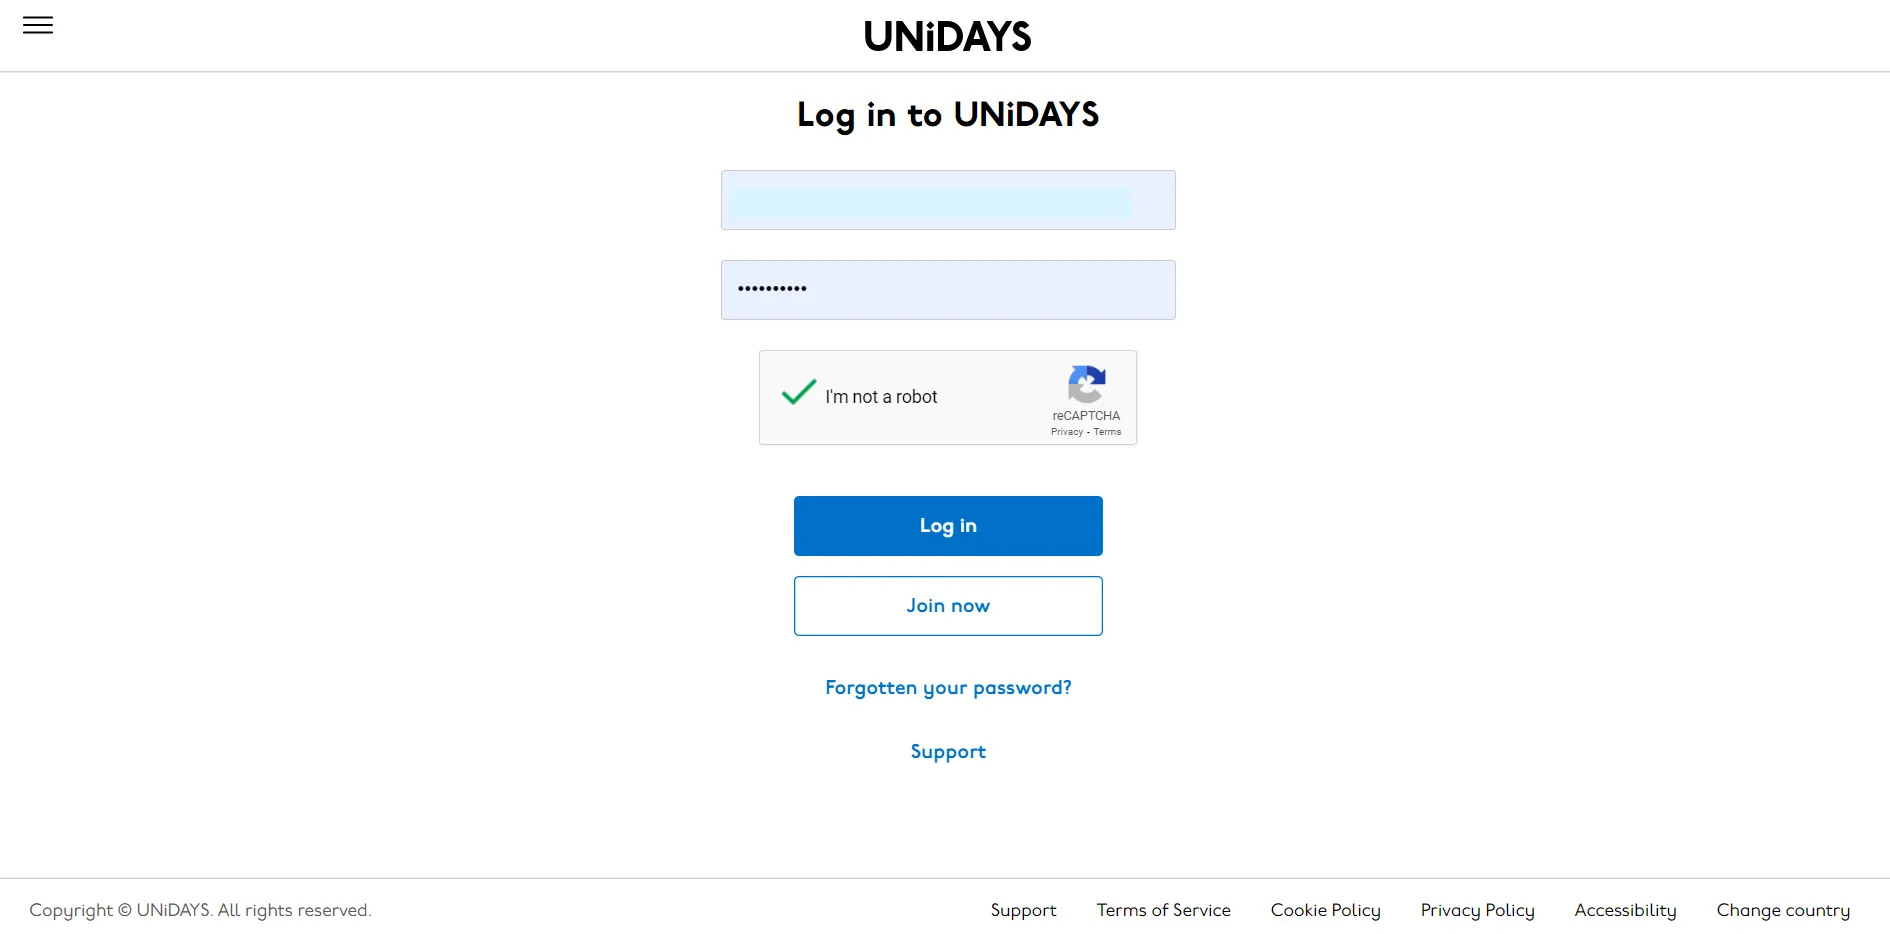 UNiDAYS
Log in to UNiDAYS
••••••••••
I'm not a robot
reCAPTCHA
Privacy - Terms
Log in
Join now
Forgotten your password?
Support
Copyright © UNiDAYS. All rights reserved.
Support
Terms of Service
Cookie Policy
Privacy Policy
Accessibility
Change country